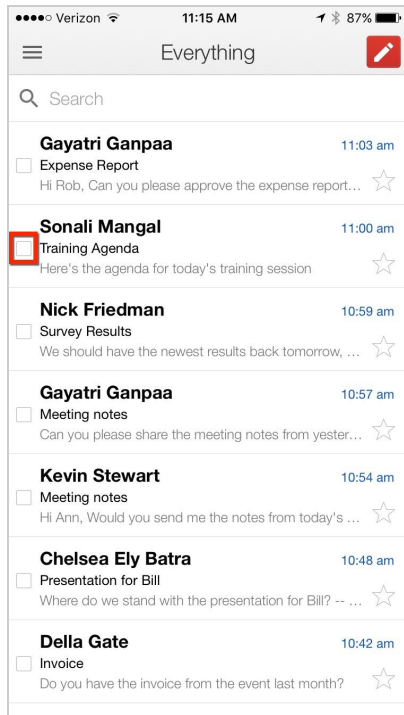 Verizon 11:15 AM 87%
Everything
Search
Gayatri Ganpaa 11:03 am
Expense Report
Hi Rob, Can you please approve the expense report...
Sonali Mangal 11:00 am
Training Agenda
Here's the agenda for today's training session
Nick Friedman 10:59 am
Survey Results
We should have the newest results back tomorrow, ...
Gayatri Ganpaa 10:57 am
Meeting notes
Can you please share the meeting notes from yester...
Kevin Stewart 10:54 am
Meeting notes
Hi Ann, Would you send me the notes from today's ...
Chelsea Ely Batra 10:48 am
Presentation for Bill
Where do we stand with the presentation for Bill? -- ...
Della Gate 10:42 am
Invoice
Do you have the invoice from the event last month?